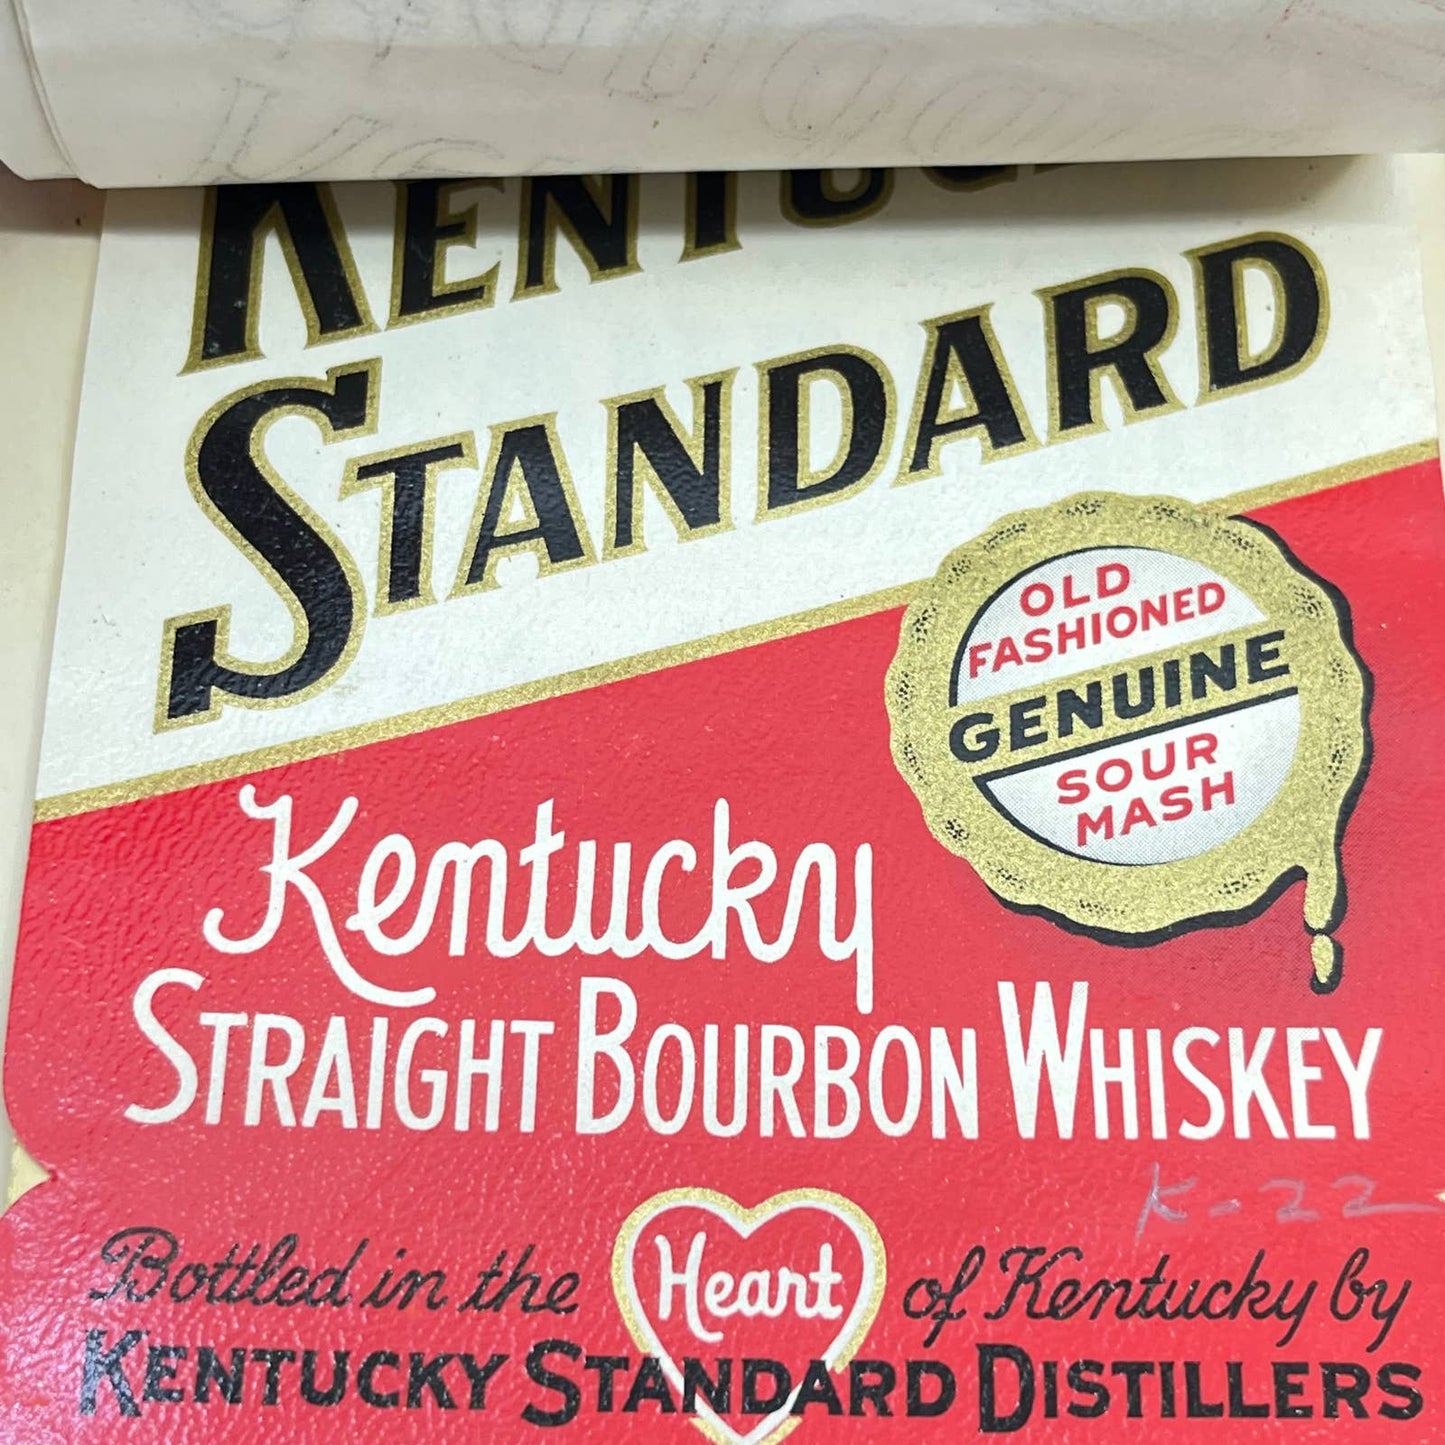 KENTUC
STANDARD
OLD
FASHIONED
GENUINE
SOUR
MASH
Kentucky
STRAIGHT BOURBON WHISKEY
K-22
Bottled in the Heart of Kentucky by
KENTUCKY STANDARD DISTILLERS